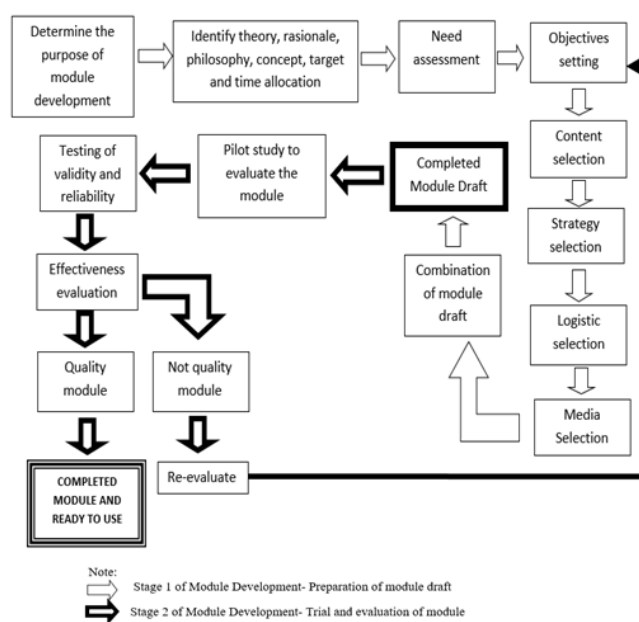 Determine the
purpose of
module
development
Identify theory, rasionale,
philosophy, concept, target
and time allocation
Need
assessment
Objectives
setting
Content
selection
Strategy
selection
Logistic
selection
Media
Selection
Combination
of module
draft
Completed
Module Draft
Pilot study to
evaluate the
module
Testing of
validity and
reliability
Effectiveness
evaluation
Quality
module
Not quality
module
COMPLETED
MODULE AND
READY TO USE
Re-evaluate
Note:
Stage 1 of Module Development- Preparation of module draft
Stage 2 of Module Development- Trial and evaluation of module